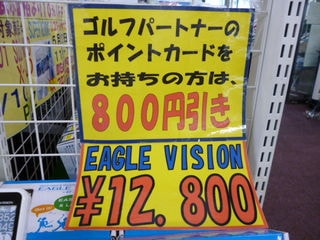 ゴルフパートナーの
ポイントカードを
お持ちの方は、
800円引き
EAGLE VISION
¥12,800
EAGLE